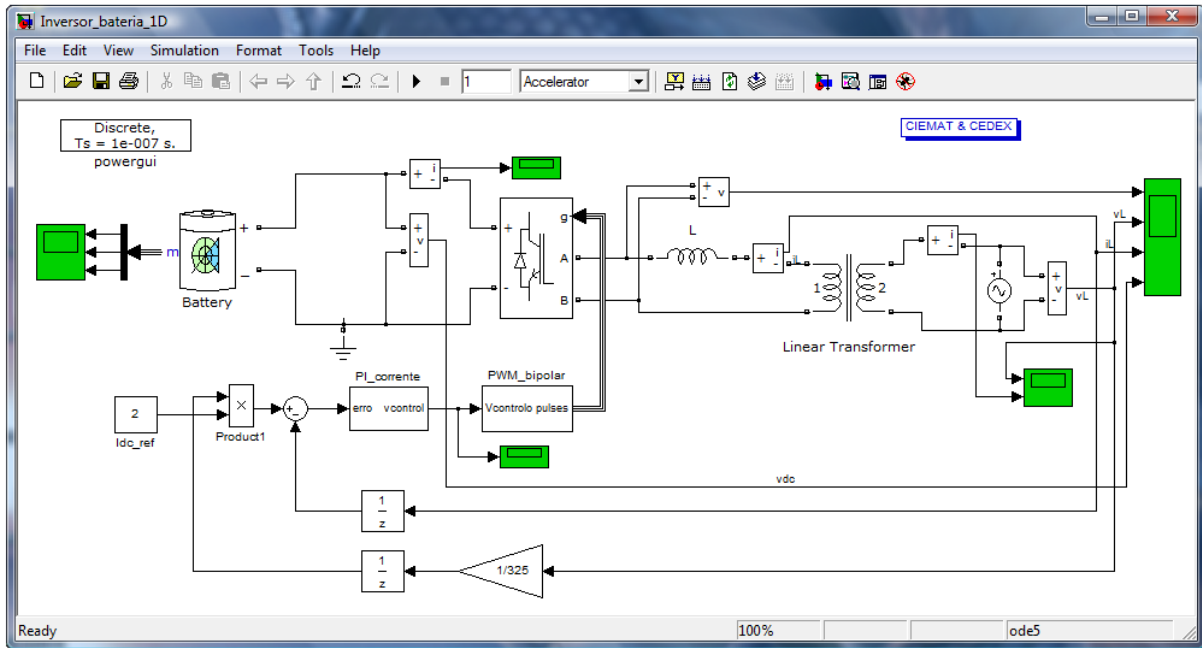 Inversor_bateria_1D
File Edit View Simulation Format Tools Help
1
Accelerator
Discrete,
Ts = 1e-007 s.
powergui
CIEMAT & CEDEX
+ i -
+ v
g
+
m
+
-
Battery
+ v -
A
B
-
L
+ i -
iL
1
2
Linear Transformer
+ i -
+
+ v -
vL
vL
iL
PI_corrente
erro vcontrol
PWM_bipolar
Vcontrolo pulses
2
Idc_ref
×
Product1
+
-
vdc
1
z
1
z
1/325
Ready
100%
ode5